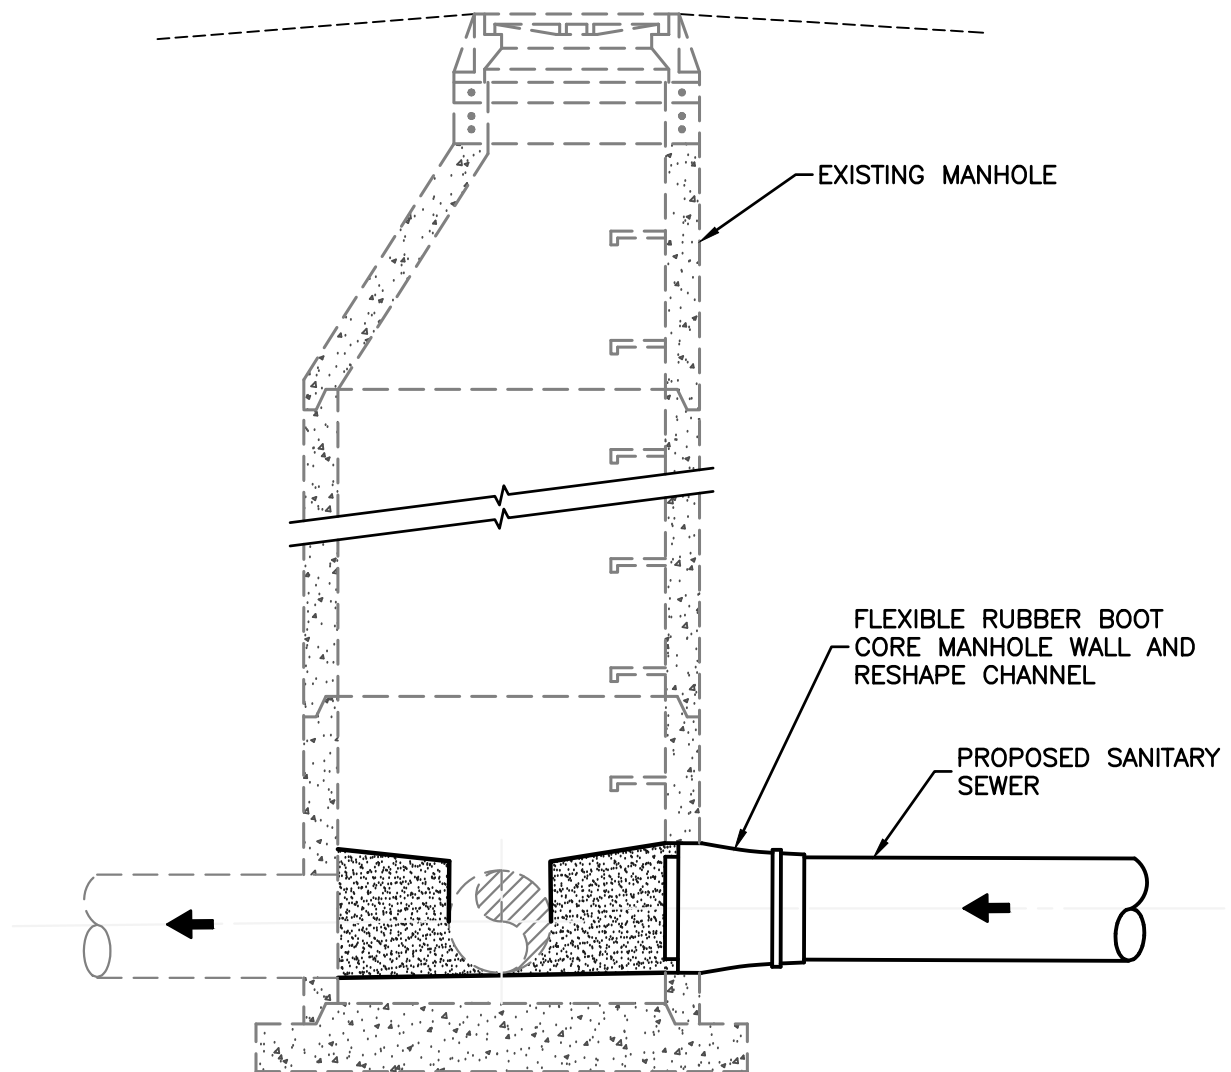 EXISTING MANHOLE
FLEXIBLE RUBBER BOOT
CORE MANHOLE WALL AND
RESHAPE CHANNEL
PROPOSED SANITARY
SEWER